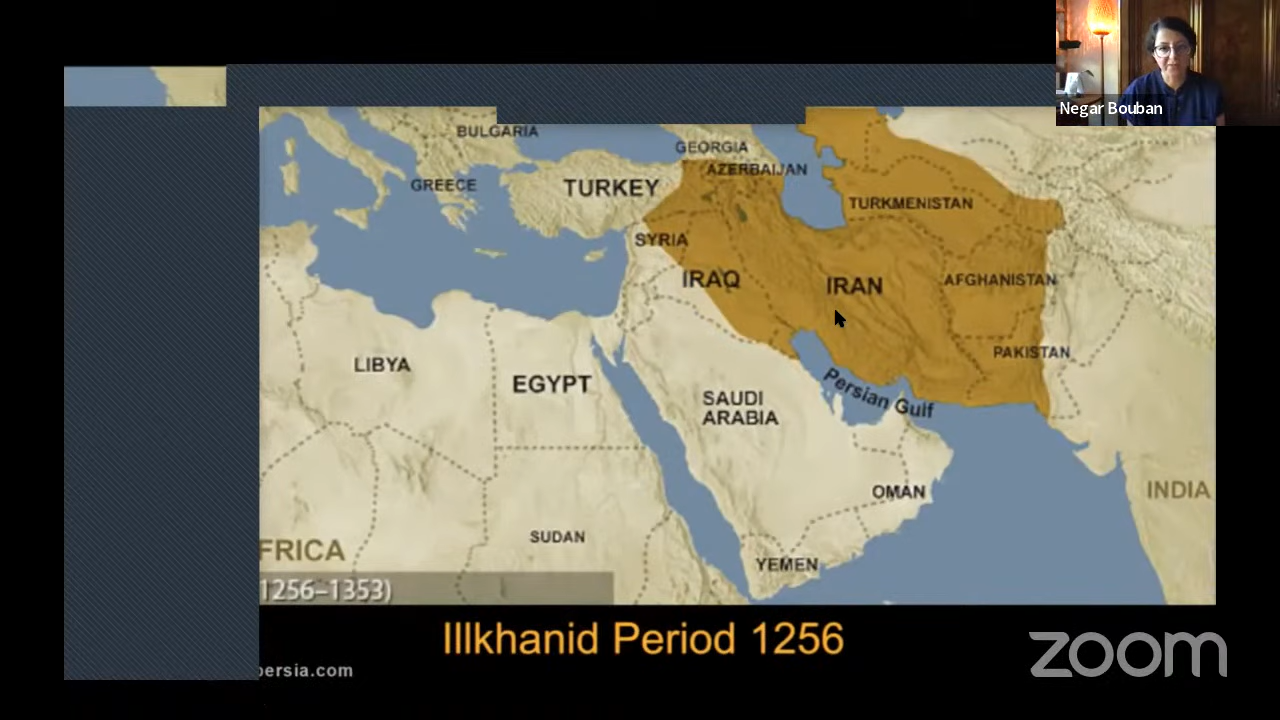 Negar Bouban
BULGARIA
GEORGIA
AZERBAIJAN
GREECE
TURKEY
TURKMENISTAN
SYRIA
IRAQ
IRAN
AFGHANISTAN
PAKISTAN
LIBYA
EGYPT
SAUDI
ARABIA
Persian Gulf
OMAN
INDIA
SUDAN
FRICA
YEMEN
1256–1353)
Illkhanid Period 1256
persia.com
zoom